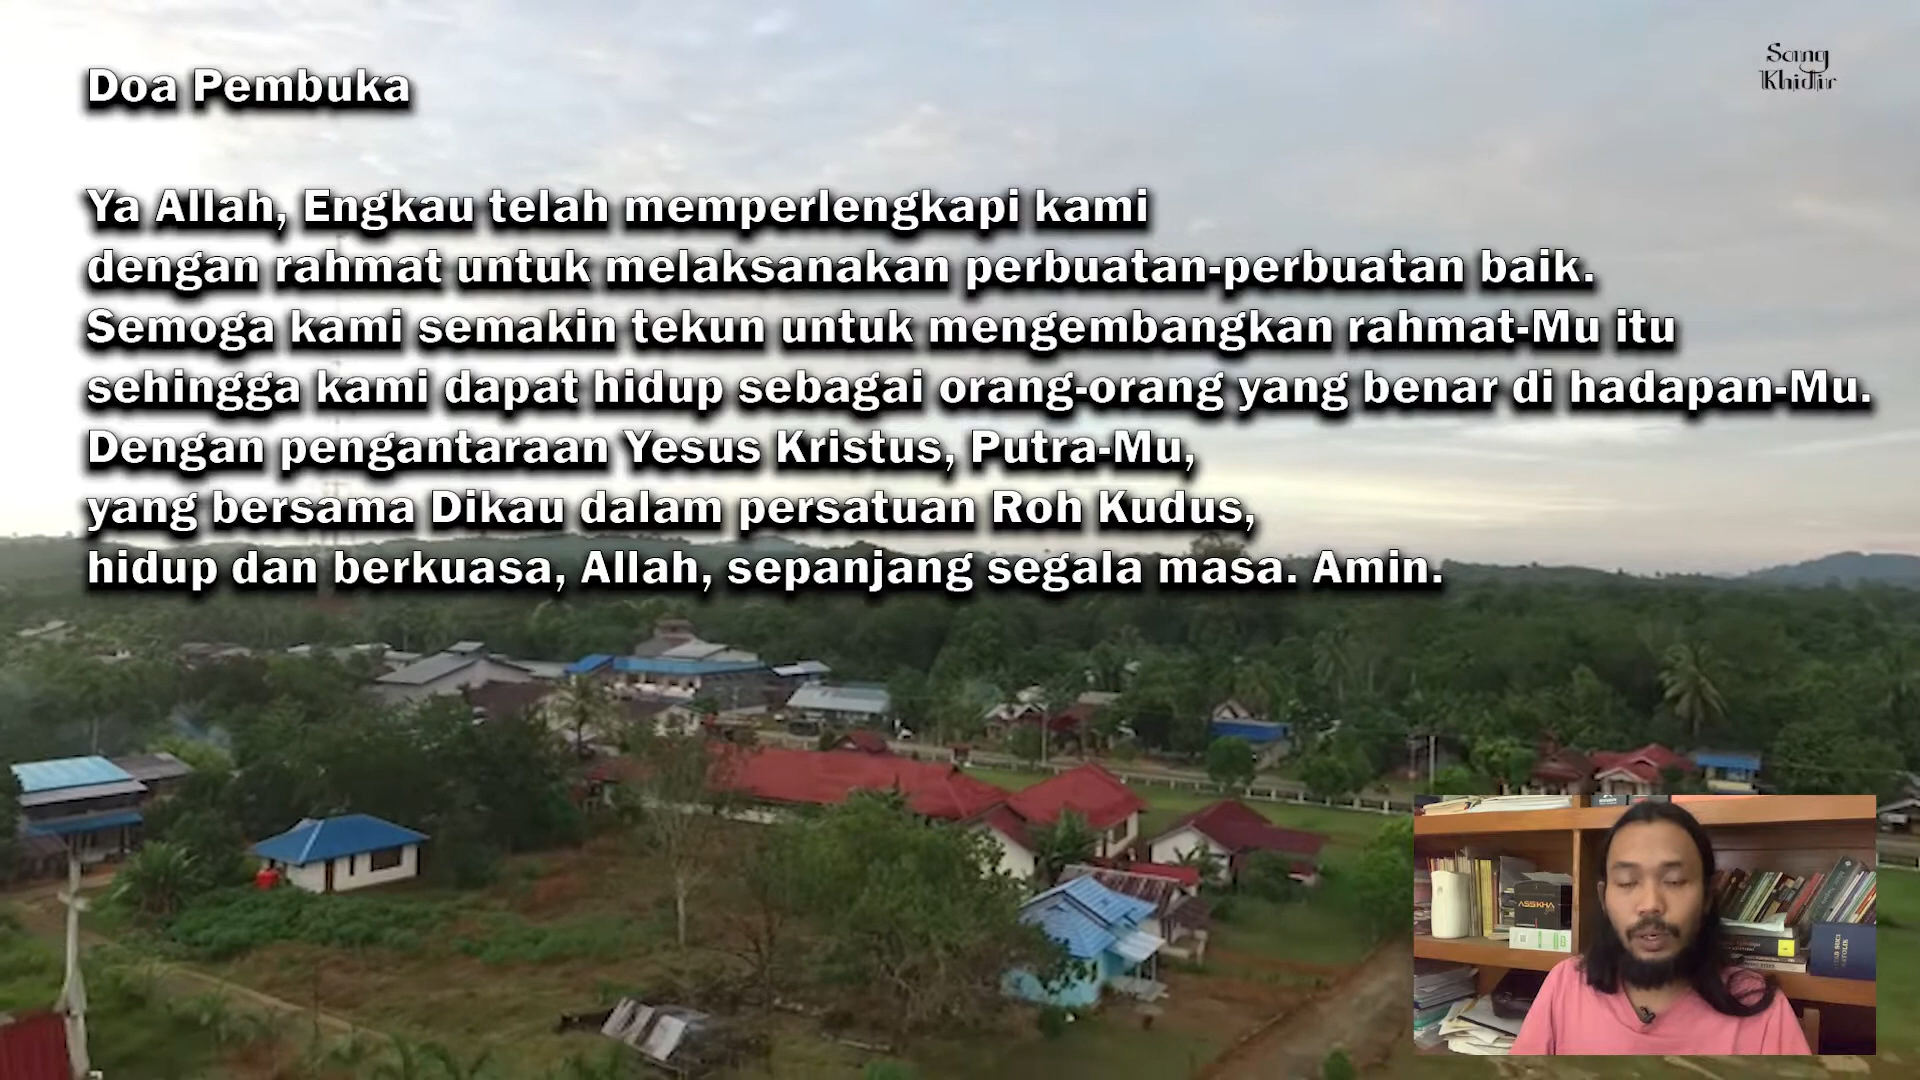 Sang
Khidir
Doa Pembuka
Ya Allah, Engkau telah memperlengkapi kami
dengan rahmat untuk melaksanakan perbuatan-perbuatan baik.
Semoga kami semakin tekun untuk mengembangkan rahmat-Mu itu
sehingga kami dapat hidup sebagai orang-orang yang benar di hadapan-Mu.
Dengan pengantaraan Yesus Kristus, Putra-Mu,
yang bersama Dikau dalam persatuan Roh Kudus,
hidup dan berkuasa, Allah, sepanjang segala masa. Amin.
ASSIKHA